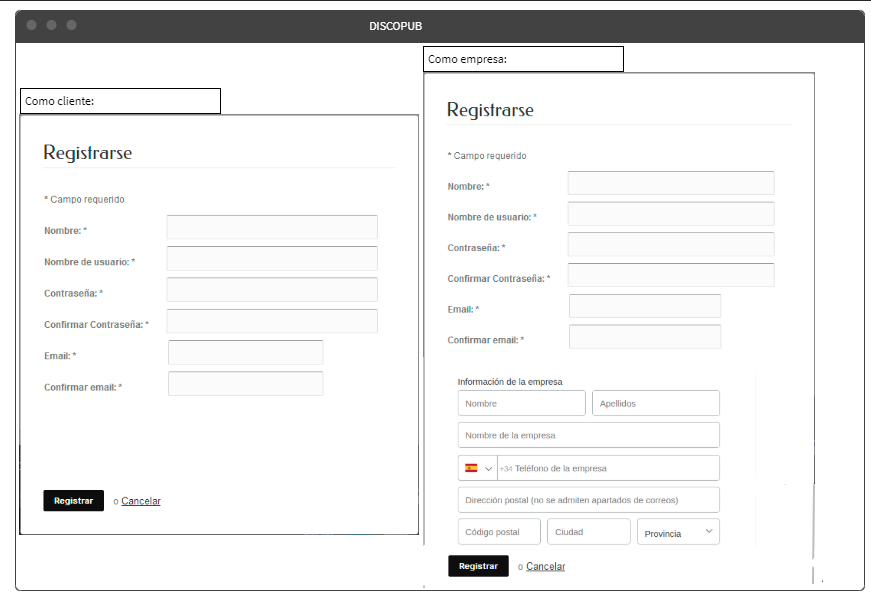 DISCOPUB
Como cliente:
Registrarse
* Campo requerido
Nombre: *
Nombre de usuario: *
Contraseña: *
Confirmar Contraseña: *
Email: *
Confirmar email: *
Registrar o Cancelar
Como empresa:
Registrarse
* Campo requerido
Nombre: *
Nombre de usuario: *
Contraseña: *
Confirmar Contraseña: *
Email: *
Confirmar email: *
Información de la empresa
Nombre Apellidos
Nombre de la empresa
+34 Teléfono de la empresa
Dirección postal (no se admiten apartados de correos)
Código postal Ciudad Provincia
Registrar o Cancelar